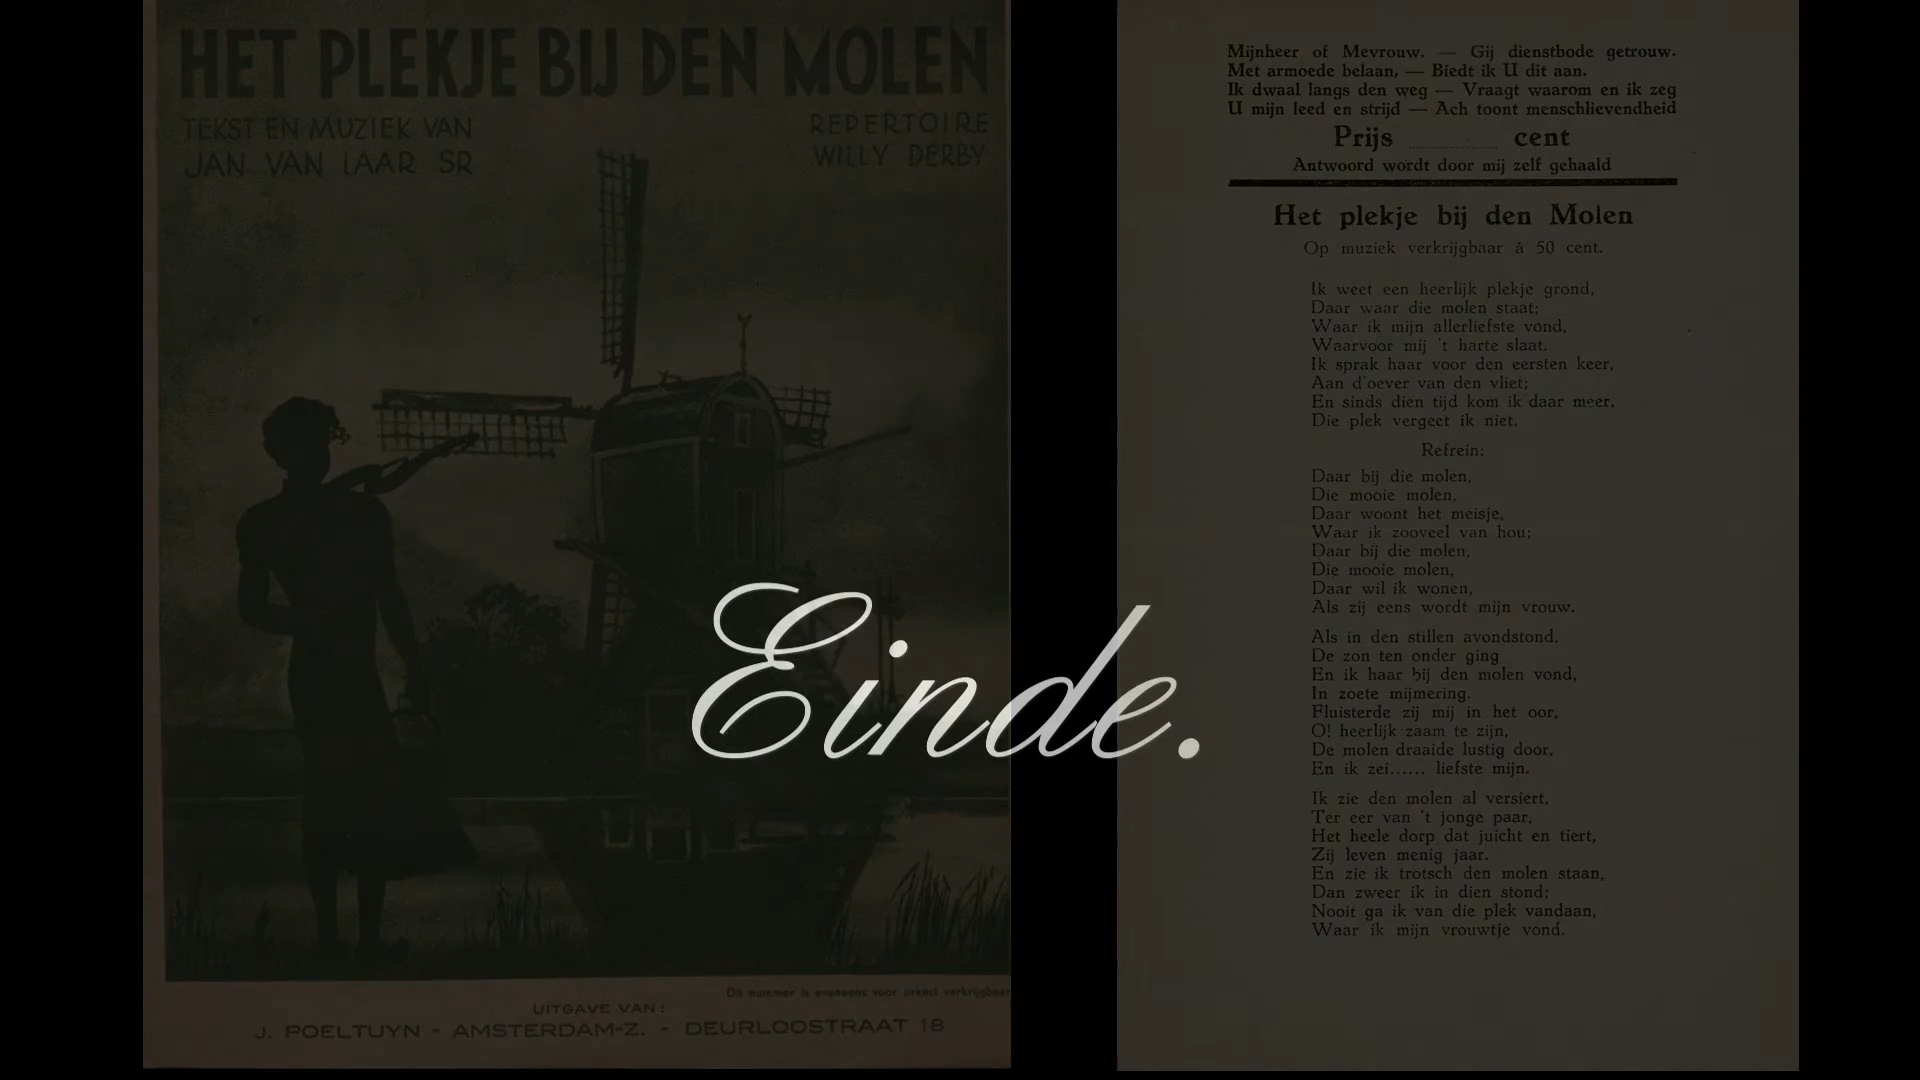 HET PLEKJE BIJ DEN MOLEN
TEKST EN MUZIEK VAN
JAN VAN LAAR SR
REPERTOIRE
WILLY DERBY
Dit nummer is eveneens voor orkest verkrijgbaar
UITGAVE VAN:
J. POELTUYN - AMSTERDAM-Z. - DEURLOOSTRAAT 18
Einde.
Mijnheer of Mevrouw. — Gij dienstbode getrouw.
Met armoede belaan, — Biedt ik U dit aan.
Ik dwaal langs den weg — Vraagt waarom en ik zeg
U mijn leed en strijd — Ach toont menschlievendheid
Prijs .................... cent
Antwoord wordt door mij zelf gehaald
Het plekje bij den Molen
Op muziek verkrijgbaar à 50 cent.
Ik weet een heerlijk plekje grond,
Daar waar die molen staat;
Waar ik mijn allerliefste vond,
Waarvoor mij 't harte slaat.
Ik sprak haar voor den eersten keer,
Aan d'oever van den vliet;
En sinds dien tijd kom ik daar meer,
Die plek vergeet ik niet.
Refrein:
Daar bij die molen,
Die mooie molen,
Daar woont het meisje,
Waar ik zooveel van hou;
Daar bij die molen,
Die mooie molen,
Daar wil ik wonen,
Als zij eens wordt mijn vrouw.
Als in den stillen avondstond,
De zon ten onder ging
En ik haar bij den molen vond,
In zoete mijmering.
Fluisterde zij mij in het oor,
O! heerlijk zaam te zijn,
De molen draaide lustig door,
En ik zei...... liefste mijn.
Ik zie den molen al versiert,
Ter eer van 't jonge paar,
Het heele dorp dat juicht en tiert,
Zij leven menig jaar.
En zie ik trotsch den molen staan,
Dan zweer ik in dien stond;
Nooit ga ik van die plek vandaan,
Waar ik mijn vrouwtje vond.